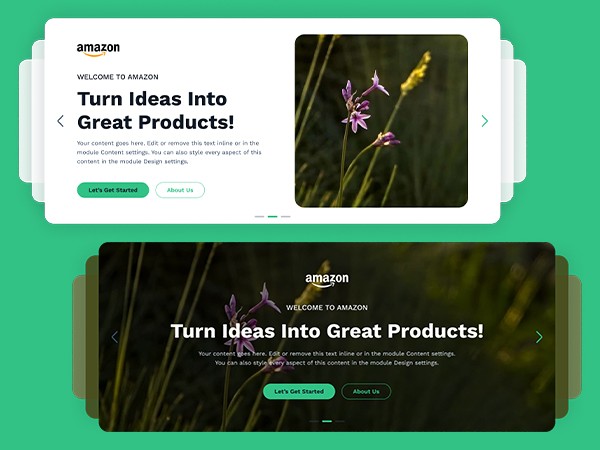 amazon
WELCOME TO AMAZON
Turn Ideas Into
Great Products!
Your content goes here. Edit or remove this text inline or in the
module Content settings. You can also style every aspect of this
content in the module Design settings.
Let's Get Started
About Us
amazon
WELCOME TO AMAZON
Turn Ideas Into Great Products!
Your content goes here. Edit or remove this text inline or in the module Content settings.
You can also style every aspect of this content in the module Design settings.
Let's Get Started
About Us